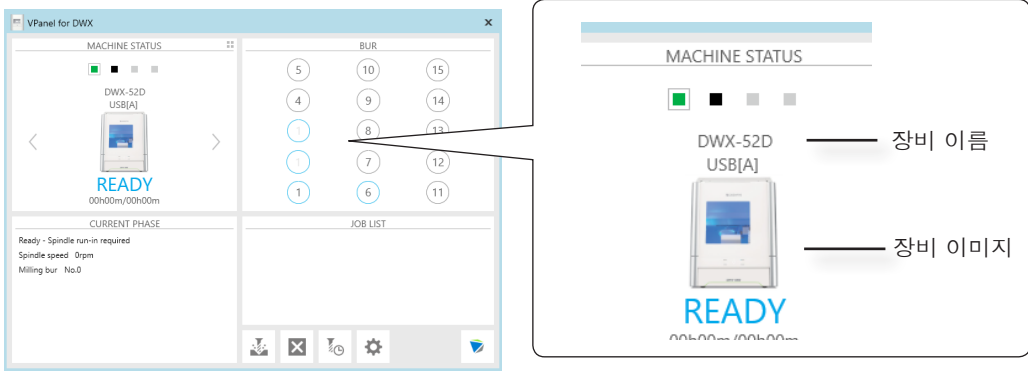 VPanel for DWX
MACHINE STATUS
DWX-52D
USB[A]
READY
00h00m/00h00m
BUR
5 10 15
4 9 14
1 8 13
1 7 12
1 6 11
CURRENT PHASE
Ready - Spindle run-in required
Spindle speed 0rpm
Milling bur No.0
JOB LIST
MACHINE STATUS
DWX-52D
USB[A]
READY
00h00m/00h00m
장비 이름
장비 이미지